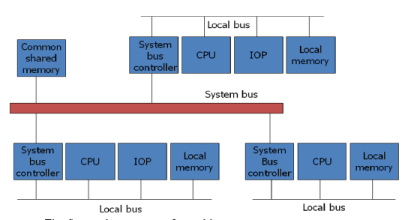 Local bus
Common
shared
memory
System
bus
controller
CPU
IOP
Local
memory
System bus
System
bus
controller
CPU
IOP
Local
memory
System
Bus
controller
CPU
Local
memory
Local bus
Local bus